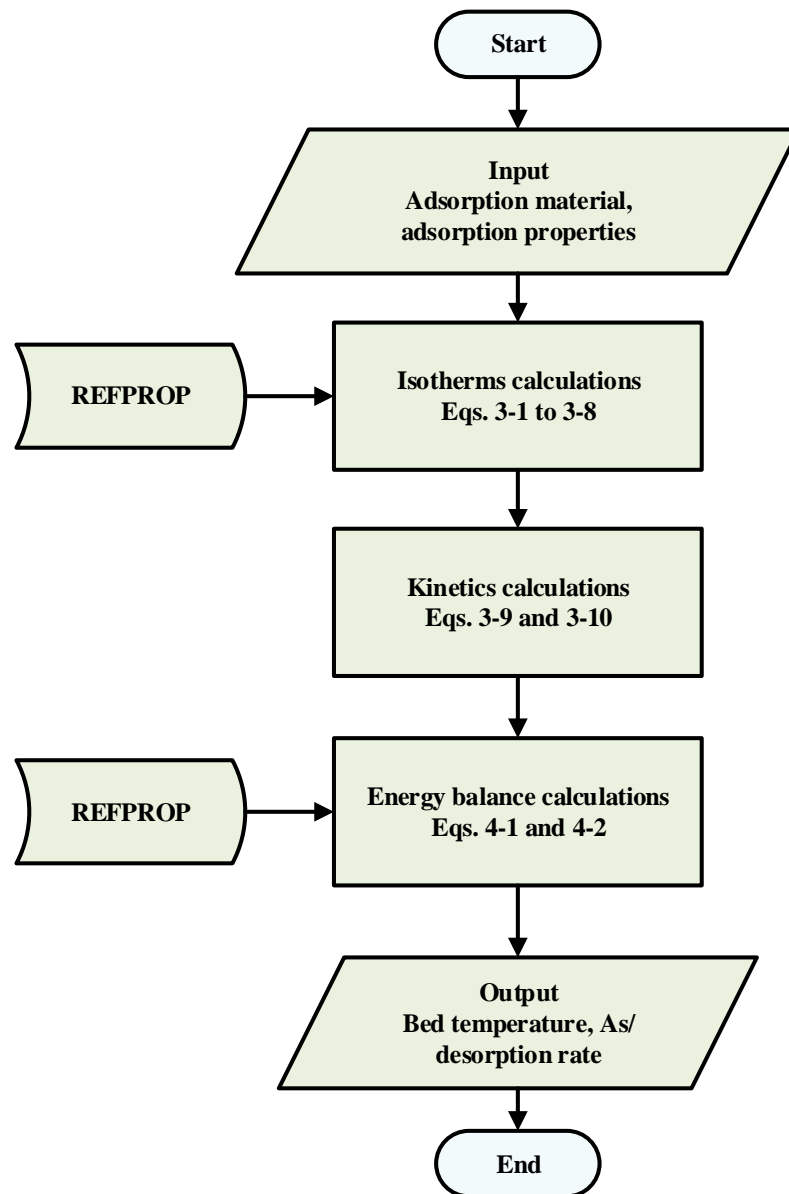 Start
Input
Adsorption material,
adsorption properties
REFPROP
Isotherms calculations
Eqs. 3-1 to 3-8
Kinetics calculations
Eqs. 3-9 and 3-10
REFPROP
Energy balance calculations
Eqs. 4-1 and 4-2
Output
Bed temperature, As/
desorption rate
End